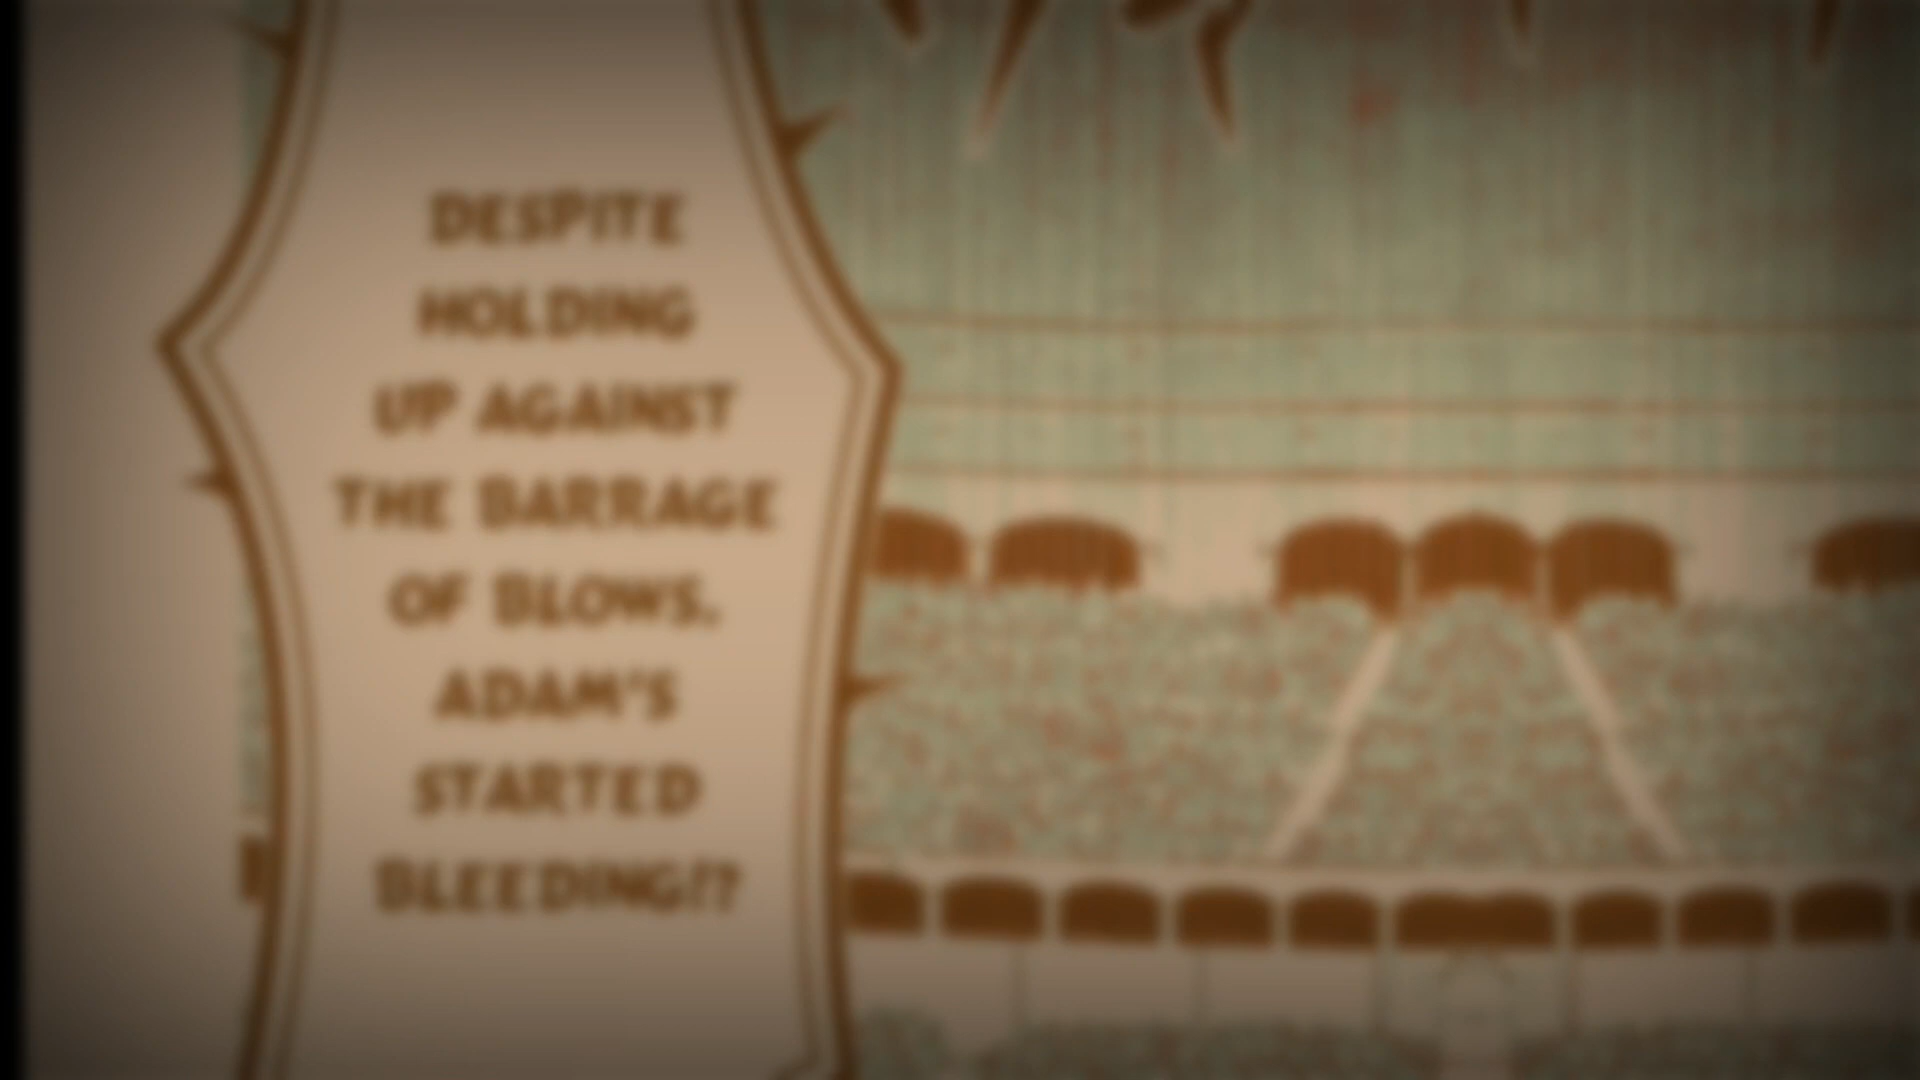 DESPITE
HOLDING
UP AGAINST
THE BARRAGE
OF BLOWS.
ADAM'S
STARTED
BLEEDING!?